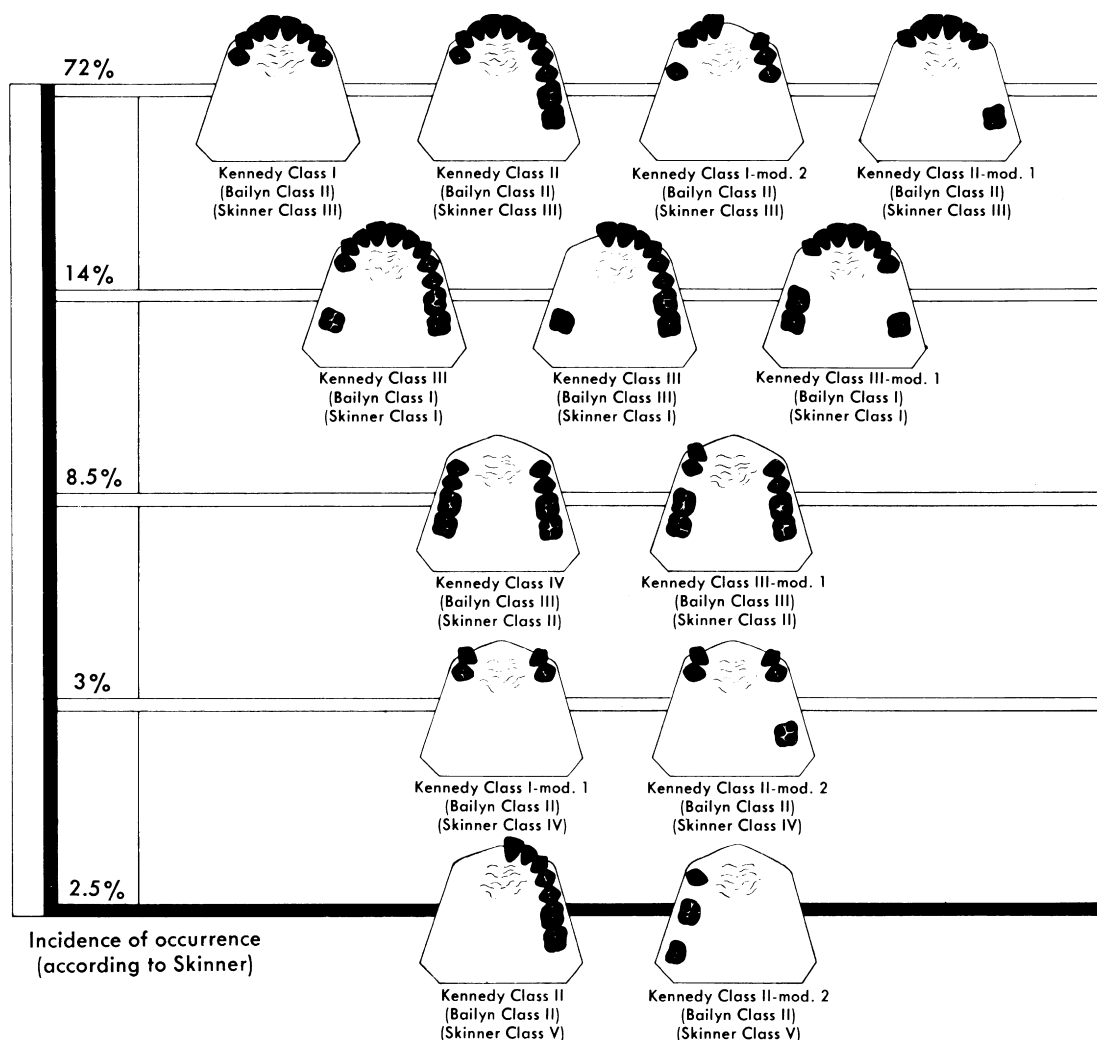 72%
Kennedy Class I
(Bailyn Class II)
(Skinner Class III)
Kennedy Class II
(Bailyn Class II)
(Skinner Class III)
Kennedy Class I-mod. 2
(Bailyn Class II)
(Skinner Class III)
Kennedy Class II-mod. 1
(Bailyn Class II)
(Skinner Class III)
14%
Kennedy Class III
(Bailyn Class I)
(Skinner Class I)
Kennedy Class III
(Bailyn Class III)
(Skinner Class I)
Kennedy Class III-mod. 1
(Bailyn Class I)
(Skinner Class I)
8.5%
Kennedy Class IV
(Bailyn Class III)
(Skinner Class II)
Kennedy Class III-mod. 1
(Bailyn Class III)
(Skinner Class II)
3%
Kennedy Class I-mod. 1
(Bailyn Class II)
(Skinner Class IV)
Kennedy Class II-mod. 2
(Bailyn Class II)
(Skinner Class IV)
2.5%
Incidence of occurrence
(according to Skinner)
Kennedy Class II
(Bailyn Class II)
(Skinner Class V)
Kennedy Class II-mod. 2
(Bailyn Class II)
(Skinner Class V)